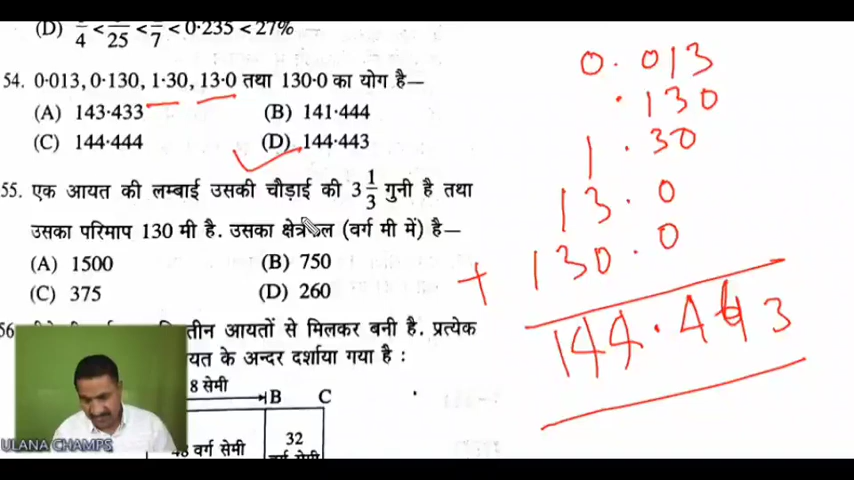 (D) /4 < /25 < /7 < 0·235 < 27%
54. 0·013, 0·130, 1·30, 13·0 तथा 130·0 का योग है—
(A) 143·433 (B) 141·444
(C) 144·444 (D) 144·443
55. एक आयत की लम्बाई उसकी चौड़ाई की 3 1/3 गुनी है तथा
उसका परिमाप 130 मी है. उसका क्षेत्रफल (वर्ग मी में) है—
(A) 1500 (B) 750
(C) 375 (D) 260
56 तीन आयतों से मिलकर बनी है. प्रत्येक
के अन्दर दर्शाया गया है :
8 सेमी B C
वर्ग सेमी 32
वर्ग सेमी
0.013
.130
1.30
13.0
+ 130.0
144.443
ULANA CHAMPS